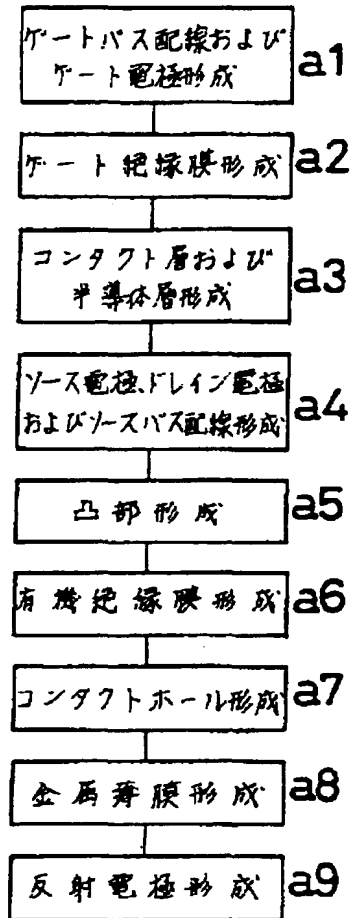 ゲートバス配線および
ゲート電極形成
a1
ゲート絶縁膜形成
a2
コンタクト層および
半導体層形成
a3
ソース電極、ドレイン電極
およびソースバス配線形成
a4
凸部形成
a5
有機絶縁膜形成
a6
コンタクトホール形成
a7
金属薄膜形成
a8
反射電極形成
a9